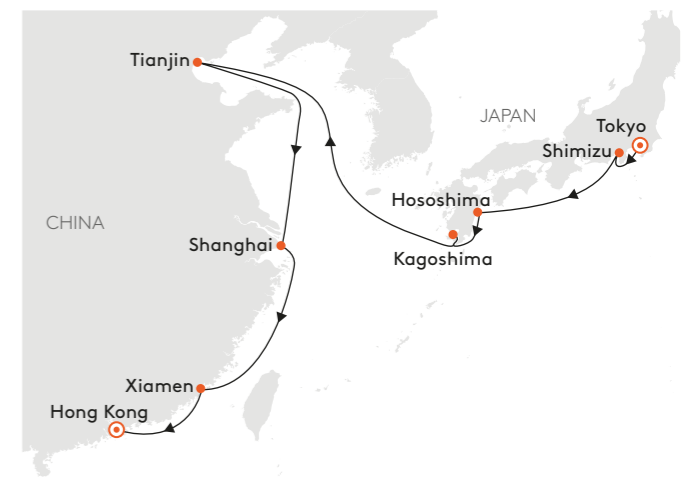 Tianjin
JAPAN
Tokyo
Shimizu
Hososhima
CHINA
Shanghai
Kagoshima
Xiamen
Hong Kong